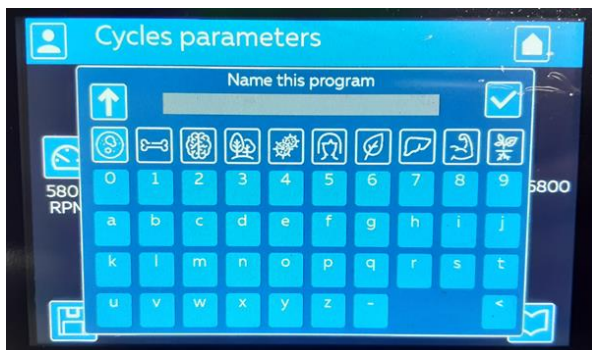 Cycles parameters
Name this program
0 1 2 3 4 5 6 7 8 9
580
RPM
5800
a b c d e f g h i j
k l m n o p q r s t
u v w x y z - <